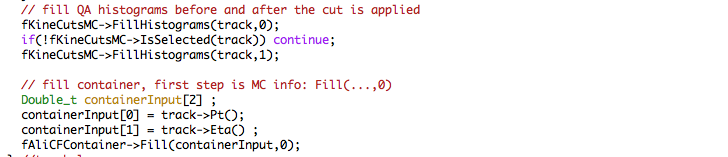 // fill QA histograms before and after the cut is applied
fKineCutsMC->FillHistograms(track,0);
if(!fKineCutsMC->IsSelected(track)) continue;
fKineCutsMC->FillHistograms(track,1);
// fill container, first step is MC info: Fill(...,0)
Double_t containerInput[2] ;
containerInput[0] = track->Pt();
containerInput[1] = track->Eta() ;
fAliCFContainer->Fill(containerInput,0);